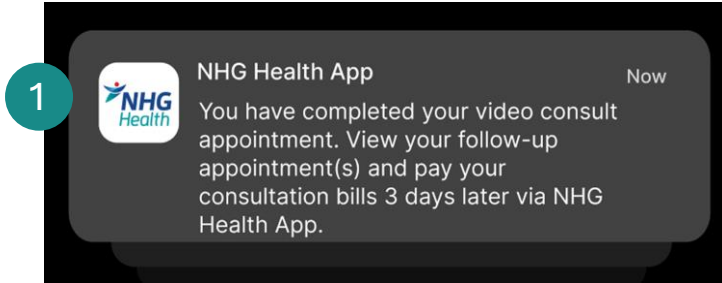 1
NHG Health App
Now
NHG
Health
You have completed your video consult
appointment. View your follow-up
appointment(s) and pay your
consultation bills 3 days later via NHG
Health App.